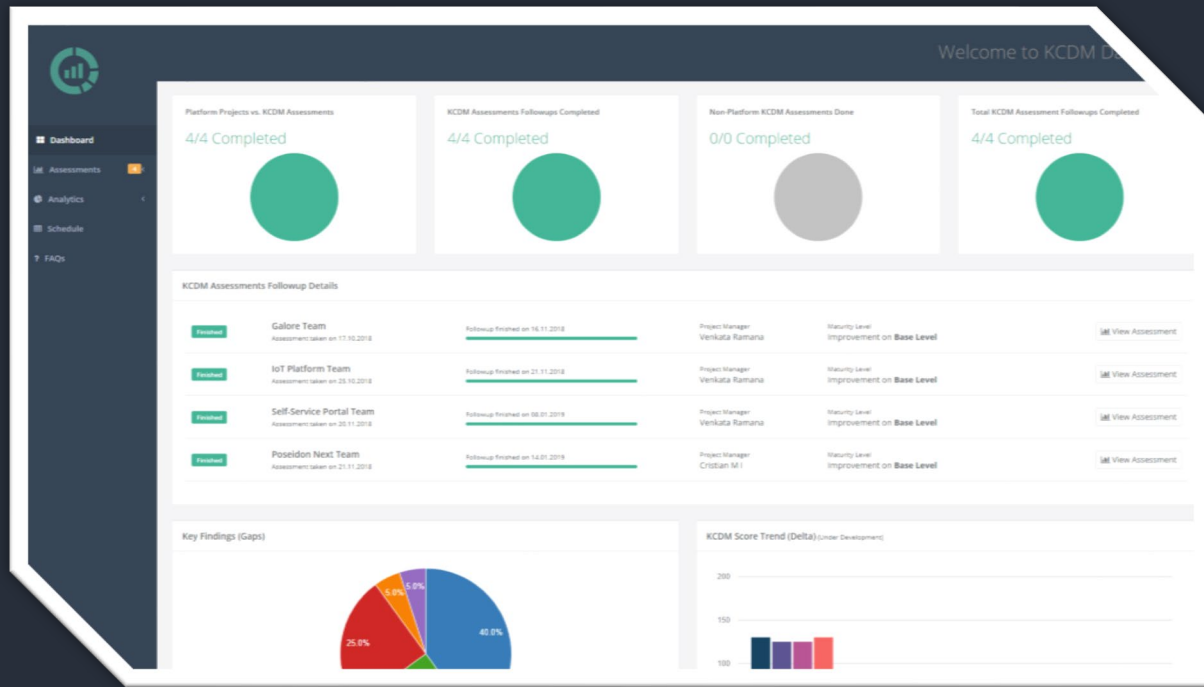 Welcome to KCDM
Dashboard
Assessments
Analytics
Schedule
? FAQs
Platform Projects vs. KCDM Assessments
4/4 Completed
KCDM Assessments Followups Completed
4/4 Completed
Non-Platform KCDM Assessments Done
0/0 Completed
Total KCDM Assessment Followups Completed
4/4 Completed
KCDM Assessments Followup Details
Finished
Galore Team
Assessment taken on 17.10.2018
Followup finished on 16.11.2018
Project Manager
Venkata Ramana
Maturity Level
Improvement on Base Level
View Assessment
Finished
IoT Platform Team
Assessment taken on 25.10.2018
Followup finished on 21.11.2018
Project Manager
Venkata Ramana
Maturity Level
Improvement on Base Level
View Assessment
Finished
Self-Service Portal Team
Assessment taken on 20.11.2018
Followup finished on 08.01.2019
Project Manager
Venkata Ramana
Maturity Level
Improvement on Base Level
View Assessment
Finished
Poseidon Next Team
Assessment taken on 21.11.2018
Followup finished on 14.01.2019
Project Manager
Cristian M I
Maturity Level
Improvement on Base Level
View Assessment
Key Findings (Gaps)
5.0%
5.0%
40.0%
25.0%
KCDM Score Trend (Delta) (Under Development)
200
150
100